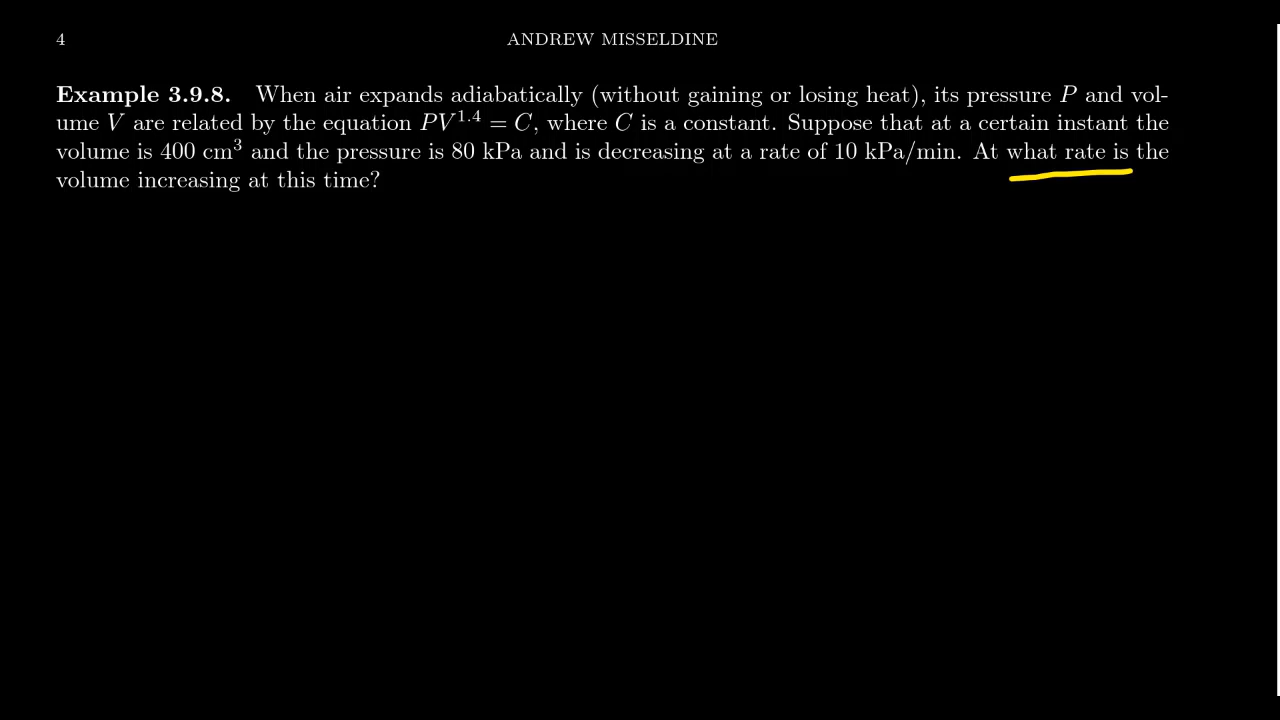 4
ANDREW MISSELDINE
Example 3.9.8. When air expands adiabatically (without gaining or losing heat), its pressure P and vol-
ume V are related by the equation PV^1.4 = C, where C is a constant. Suppose that at a certain instant the
volume is 400 cm³ and the pressure is 80 kPa and is decreasing at a rate of 10 kPa/min. At what rate is the
volume increasing at this time?